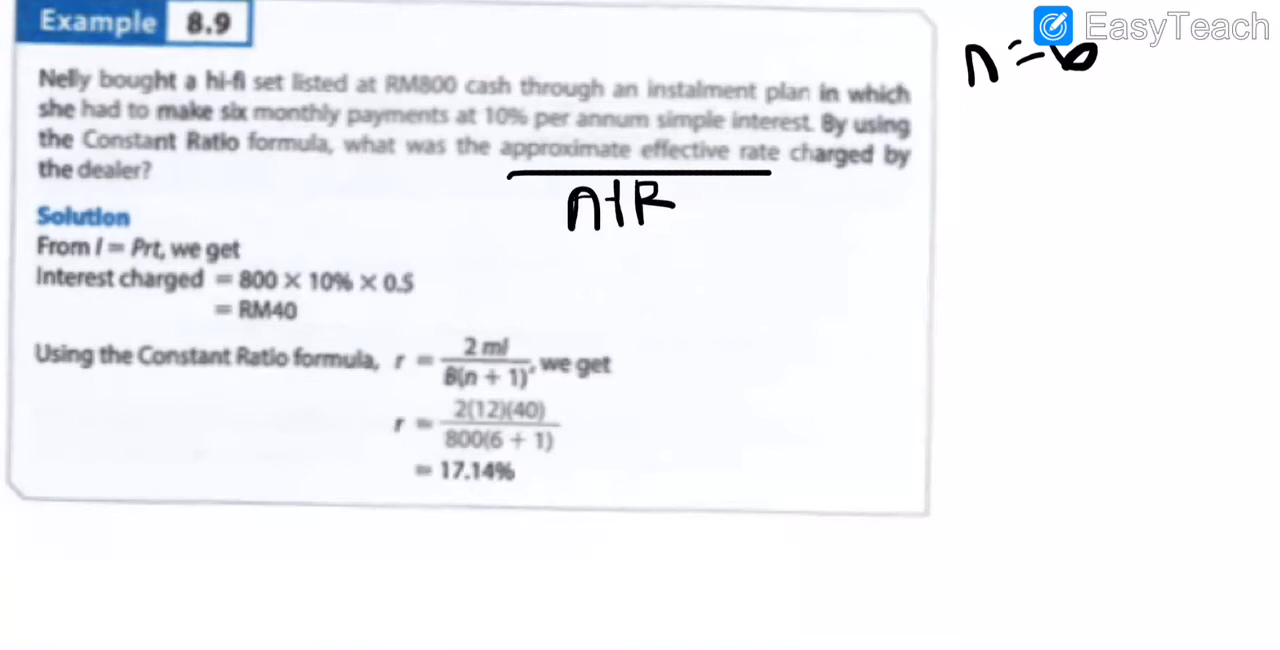 Example 8.9
EasyTeach
n=6
Nelly bought a hi-fi set listed at RM800 cash through an instalment plan in which
she had to make six monthly payments at 10% per annum simple interest. By using
the Constant Ratio formula, what was the approximate effective rate charged by
the dealer?
Solution
From I = Prt, we get
Interest charged = 800 × 10% × 0.5
= RM40
Using the Constant Ratio formula, r = 2 mI / B(n + 1), we get
r = 2(12)(40) / 800(6 + 1)
= 17.14%